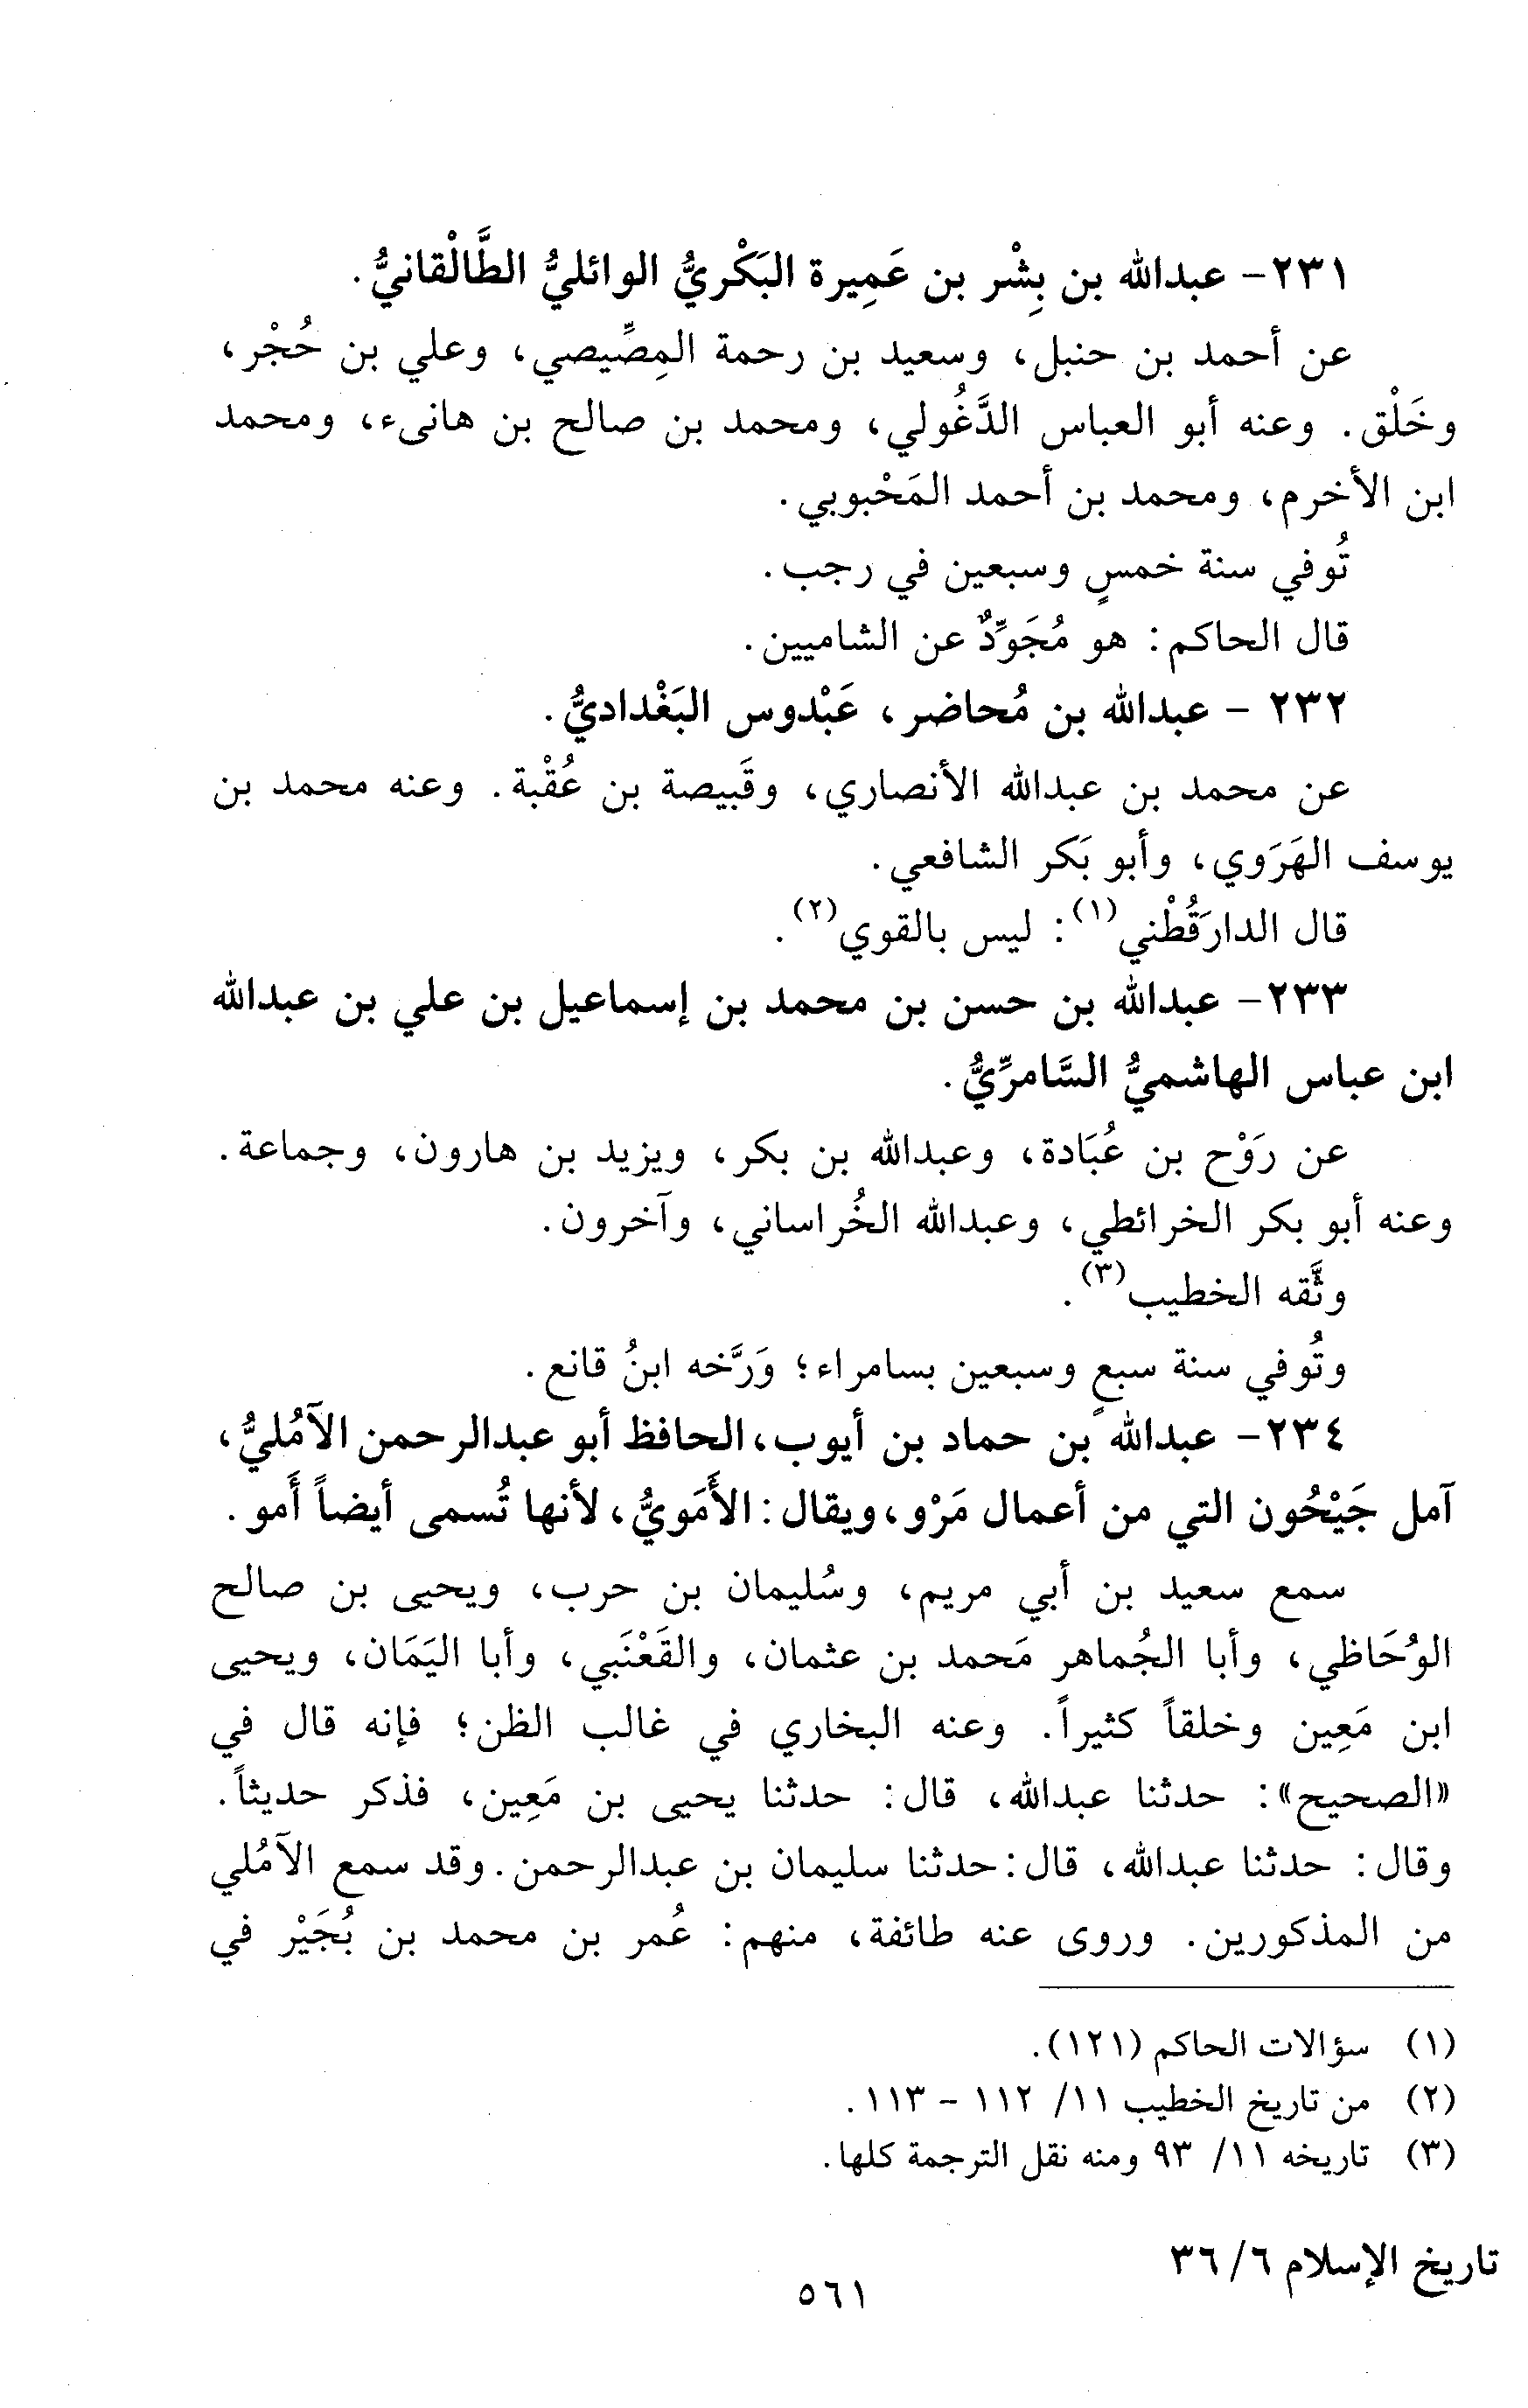 ٢٣١- عبدالله بن بِشْر بن عَمِيرة البَكْريُّ الوائليُّ الطَّالْقانيُّ.
عن أحمد بن حنبل، وسعيد بن رحمة المِصِّيصي، وعلي بن حُجْر،
وخَلْق. وعنه أبو العباس الدَّغُولي، ومحمد بن صالح بن هانىء، ومحمد
ابن الأخرم، ومحمد بن أحمد المَحْبوبي.
تُوفي سنة خمسٍ وسبعين في رجب.
قال الحاكم: هو مُجَوِّدٌ عن الشاميين.
٢٣٢ - عبدالله بن مُحاضر، عَبْدوس البَغْداديُّ.
عن محمد بن عبدالله الأنصاري، وقَبيصة بن عُقْبة. وعنه محمد بن
يوسف الهَرَوي، وأبو بَكر الشافعي.
قال الدارَقُطْني(١): ليس بالقوي(٢).
٢٣٣- عبدالله بن حسن بن محمد بن إسماعيل بن علي بن عبدالله
ابن عباس الهاشميُّ السَّامرِّيُّ.
عن رَوْح بن عُبَادة، وعبدالله بن بكر، ويزيد بن هارون، وجماعة.
وعنه أبو بكر الخرائطي، وعبدالله الخُراساني، وآخرون.
وثَّقه الخطيب(٣).
وتُوفي سنة سبعٍ وسبعين بسامراء؛ وَرَّخه ابنُ قانع.
٢٣٤- عبدالله بن حماد بن أيوب، الحافظ أبو عبدالرحمن الآمُليُّ،
آمل جَيْحُون التي من أعمال مَرْو، ويقال: الأَمَويُّ، لأنها تُسمى أيضاً أَمو.
سمع سعيد بن أبي مريم، وسُليمان بن حرب، ويحيى بن صالح
الوُحَاظي، وأبا الجُماهر مَحمد بن عثمان، والقَعْنَبي، وأبا اليَمَان، ويحيى
ابن مَعِين وخلقاً كثيراً. وعنه البخاري في غالب الظن؛ فإنه قال في
«الصحيح»: حدثنا عبدالله، قال: حدثنا يحيى بن مَعِين، فذكر حديثاً.
وقال: حدثنا عبدالله، قال: حدثنا سليمان بن عبدالرحمن. وقد سمع الآمُلي
من المذكورين. وروى عنه طائفة، منهم: عُمر بن محمد بن بُجَيْر في
(١) سؤالات الحاكم (١٢١).
(٢) من تاريخ الخطيب ١١/ ١١٢ - ١١٣.
(٣) تاريخه ١١/ ٩٣ ومنه نقل الترجمة كلها.
تاريخ الإسلام ٦/ ٣٦
٥٦١